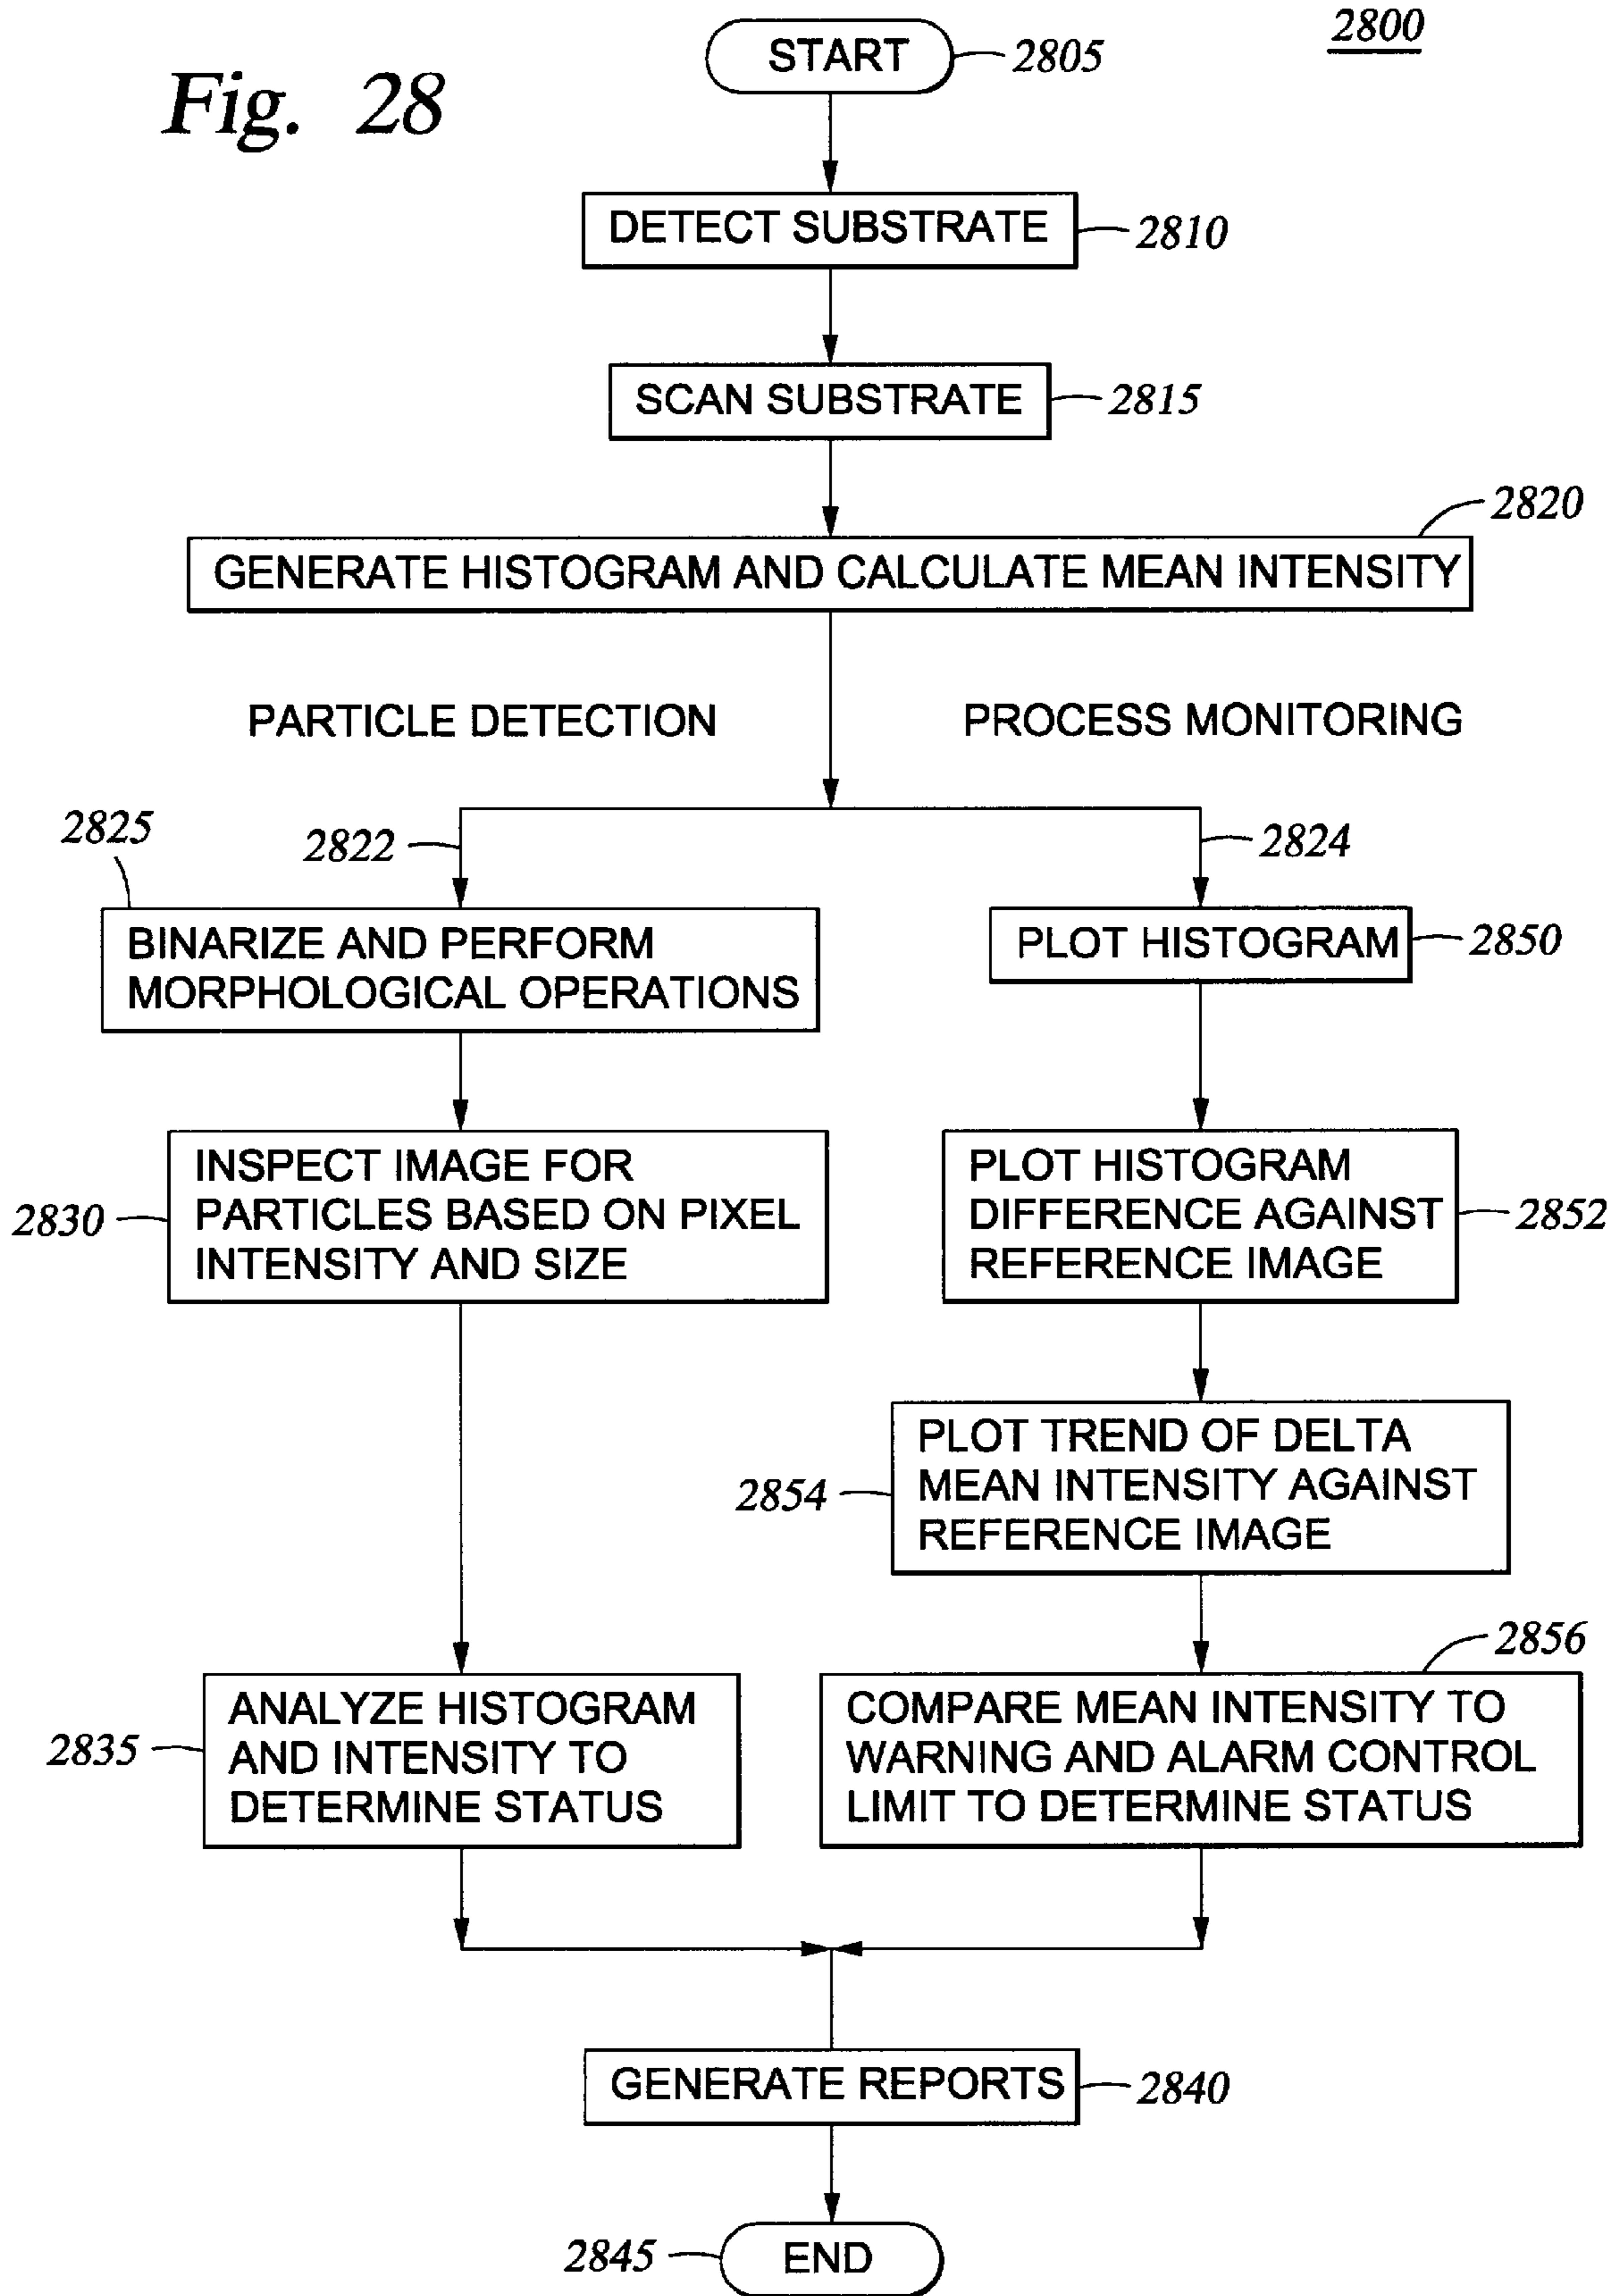 2800
START
2805
Fig. 28
DETECT SUBSTRATE
2810
SCAN SUBSTRATE
2815
2820
GENERATE HISTOGRAM AND CALCULATE MEAN INTENSITY
PARTICLE DETECTION
PROCESS MONITORING
2825
2822
2824
BINARIZE AND PERFORM
MORPHOLOGICAL OPERATIONS
PLOT HISTOGRAM
2850
INSPECT IMAGE FOR
PARTICLES BASED ON PIXEL
INTENSITY AND SIZE
2830
PLOT HISTOGRAM
DIFFERENCE AGAINST
REFERENCE IMAGE
2852
PLOT TREND OF DELTA
MEAN INTENSITY AGAINST
REFERENCE IMAGE
2854
2856
ANALYZE HISTOGRAM
AND INTENSITY TO
DETERMINE STATUS
2835
COMPARE MEAN INTENSITY TO
WARNING AND ALARM CONTROL
LIMIT TO DETERMINE STATUS
GENERATE REPORTS
2840
2845
END